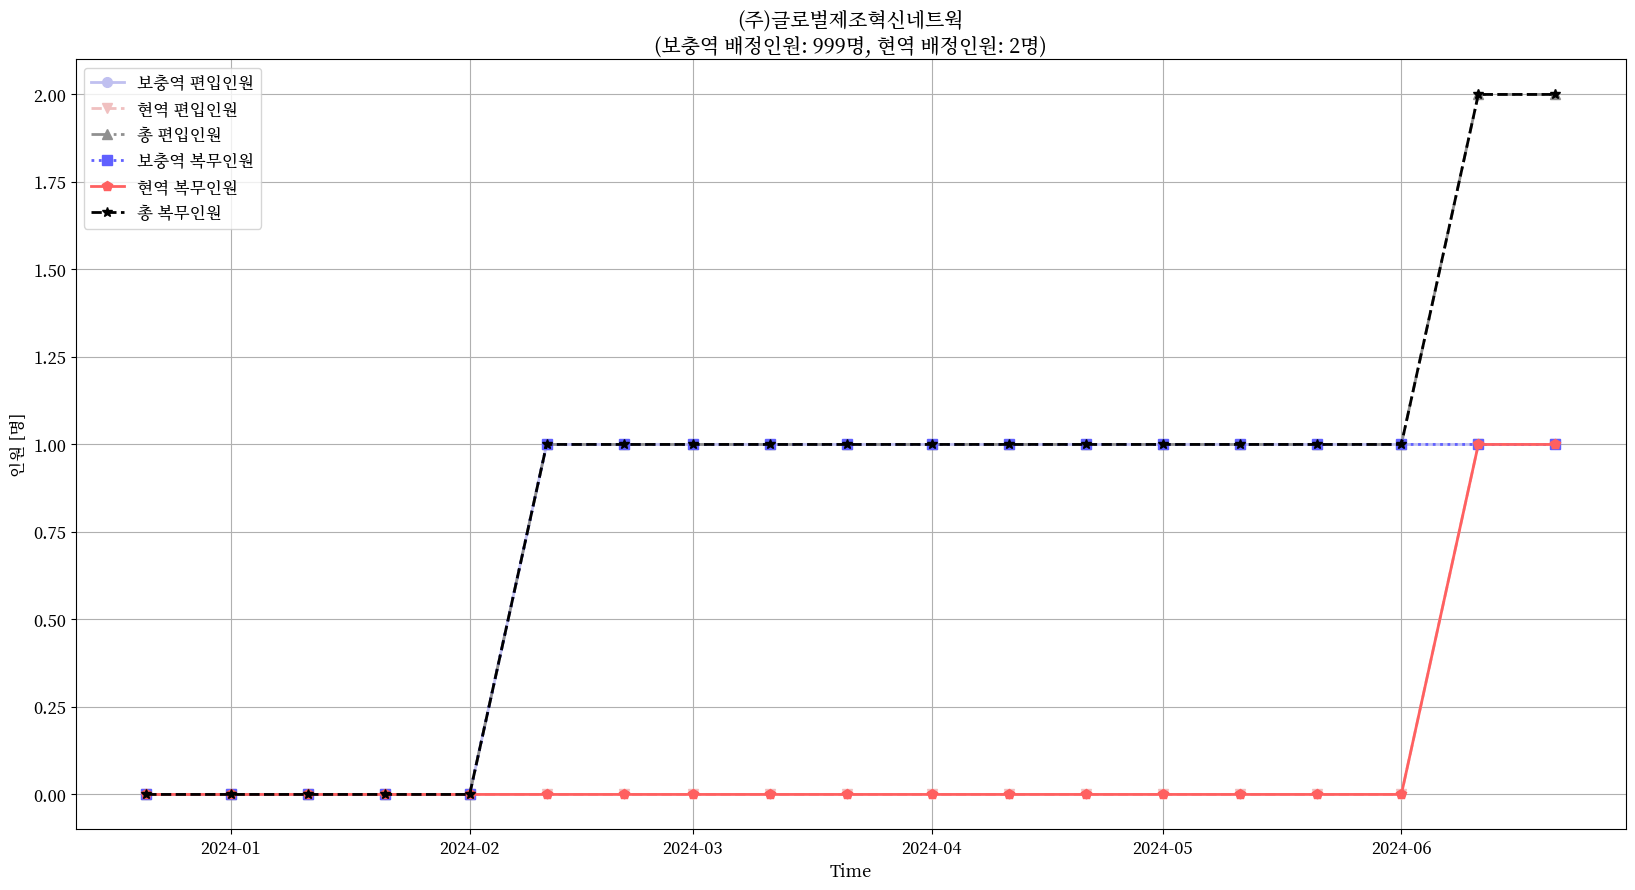 (주)글로벌제조혁신네트웍
(보충역 배정인원: 999명, 현역 배정인원: 2명)
보충역 편입인원
현역 편입인원
총 편입인원
보충역 복무인원
현역 복무인원
총 복무인원
인원 [명]
2.00
1.75
1.50
1.25
1.00
0.75
0.50
0.25
0.00
2024-01 2024-02 2024-03 2024-04 2024-05 2024-06
Time